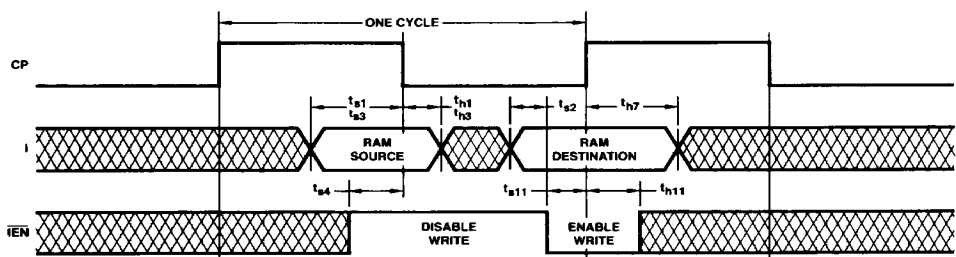 ONE CYCLE
CP
ts1
ts3
th1
th3
ts2
th7
I
RAM
SOURCE
RAM
DESTINATION
ts4
ts11
th11
IEN
DISABLE
WRITE
ENABLE
WRITE